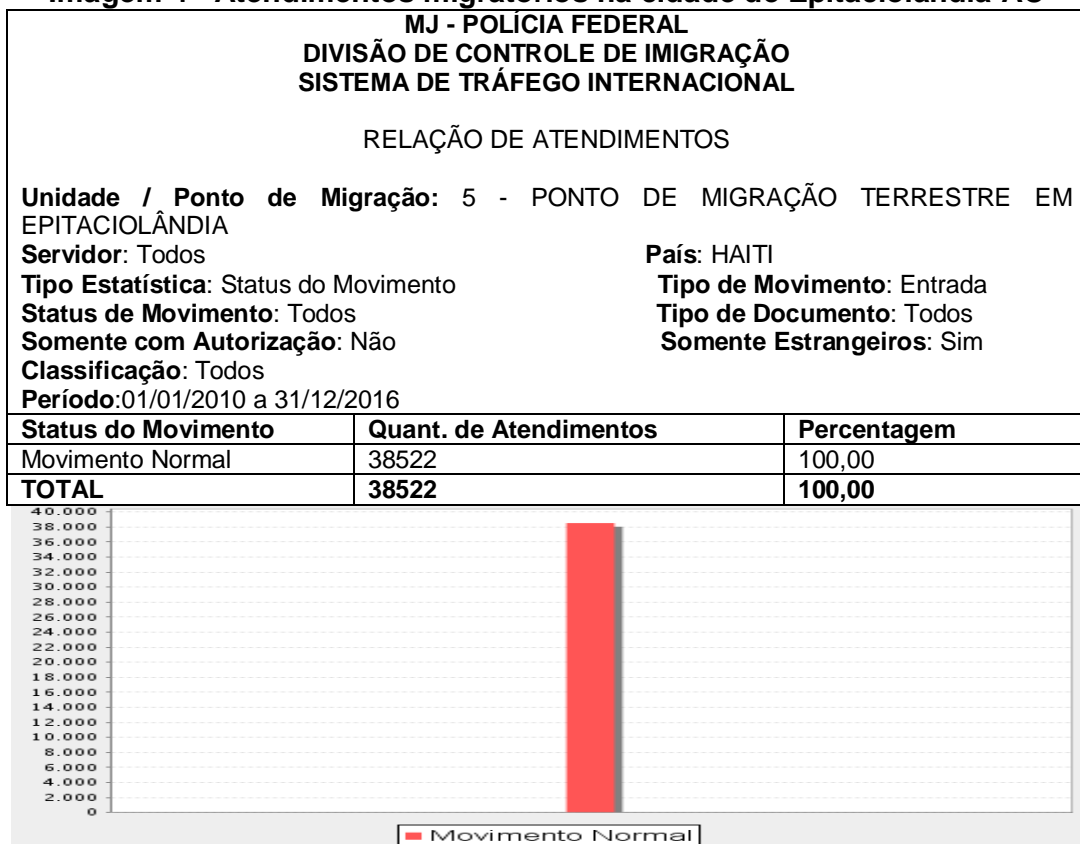 MJ - POLÍCIA FEDERAL
DIVISÃO DE CONTROLE DE IMIGRAÇÃO
SISTEMA DE TRÁFEGO INTERNACIONAL
RELAÇÃO DE ATENDIMENTOS
Unidade / Ponto de Migração: 5 - PONTO DE MIGRAÇÃO TERRESTRE EM
EPITACIOLÂNDIA
Servidor: Todos País: HAITI
Tipo Estatística: Status do Movimento Tipo de Movimento: Entrada
Status de Movimento: Todos Tipo de Documento: Todos
Somente com Autorização: Não Somente Estrangeiros: Sim
Classificação: Todos
Período:01/01/2010 a 31/12/2016
Status do Movimento Quant. de Atendimentos Percentagem
Movimento Normal 38522 100,00
TOTAL 38522 100,00
40.000
38.000
36.000
34.000
32.000
30.000
28.000
26.000
24.000
22.000
20.000
18.000
16.000
14.000
12.000
10.000
8.000
6.000
4.000
2.000
0
Movimento Normal